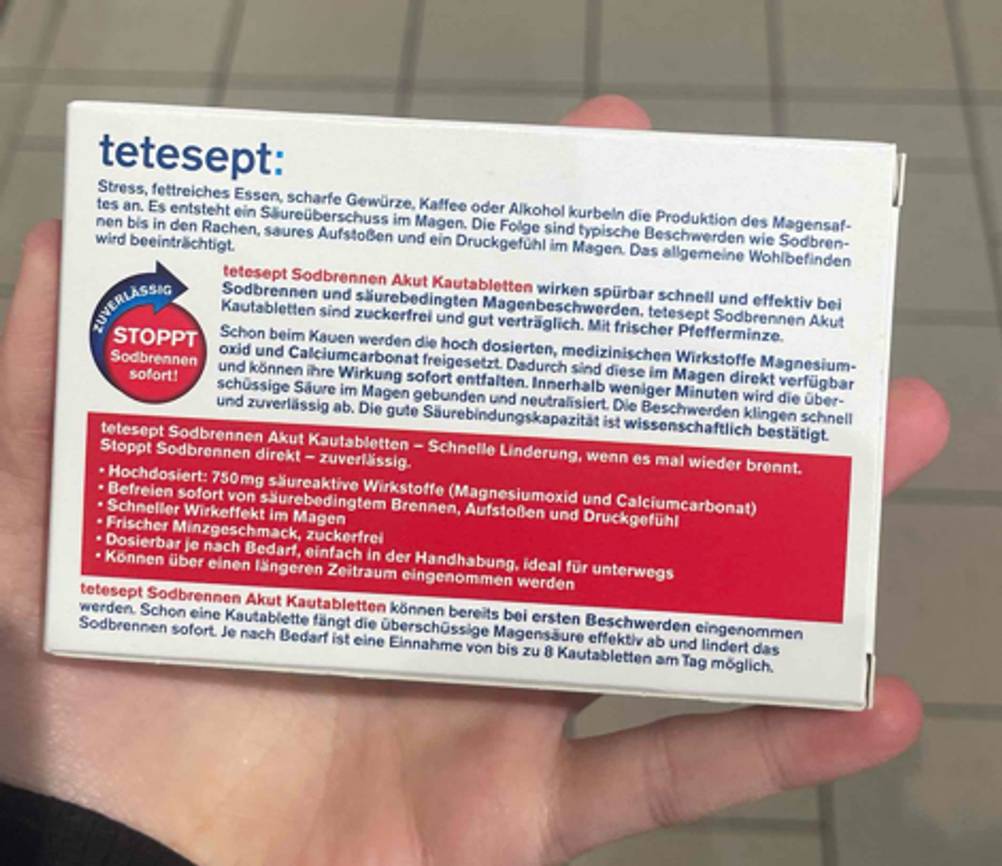 tetesept:
Stress, fettreiches Essen, scharfe Gewürze, Kaffee oder Alkohol kurbeln die Produktion des Magensaf-
tes an. Es entsteht ein Säureüberschuss im Magen. Die Folge sind typische Beschwerden wie Sodbren-
nen bis in den Rachen, saures Aufstoßen und ein Druckgefühl im Magen. Das allgemeine Wohlbefinden
wird beeinträchtigt.
ZUVERLÄSSIG
STOPPT
Sodbrennen
sofort!
tetesept Sodbrennen Akut Kautabletten wirken spürbar schnell und effektiv bei
Sodbrennen und säurebedingten Magenbeschwerden. tetesept Sodbrennen Akut
Kautabletten sind zuckerfrei und gut verträglich. Mit frischer Pfefferminze.
Schon beim Kauen werden die hoch dosierten, medizinischen Wirkstoffe Magnesium-
oxid und Calciumcarbonat freigesetzt. Dadurch sind diese im Magen direkt verfügbar
und können ihre Wirkung sofort entfalten. Innerhalb weniger Minuten wird die über-
schüssige Säure im Magen gebunden und neutralisiert. Die Beschwerden klingen schnell
und zuverlässig ab. Die gute Säurebindungskapazität ist wissenschaftlich bestätigt.
tetesept Sodbrennen Akut Kautabletten – Schnelle Linderung, wenn es mal wieder brennt.
Stoppt Sodbrennen direkt – zuverlässig.
• Hochdosiert: 750mg säureaktive Wirkstoffe (Magnesiumoxid und Calciumcarbonat)
• Befreien sofort von säurebedingtem Brennen, Aufstoßen und Druckgefühl
• Schneller Wirkeffekt im Magen
• Frischer Minzgeschmack, zuckerfrei
• Dosierbar je nach Bedarf, einfach in der Handhabung, ideal für unterwegs
• Können über einen längeren Zeitraum eingenommen werden
tetesept Sodbrennen Akut Kautabletten können bereits bei ersten Beschwerden eingenommen
werden. Schon eine Kautablette fängt die überschüssige Magensäure effektiv ab und lindert das
Sodbrennen sofort. Je nach Bedarf ist eine Einnahme von bis zu 8 Kautabletten am Tag möglich.